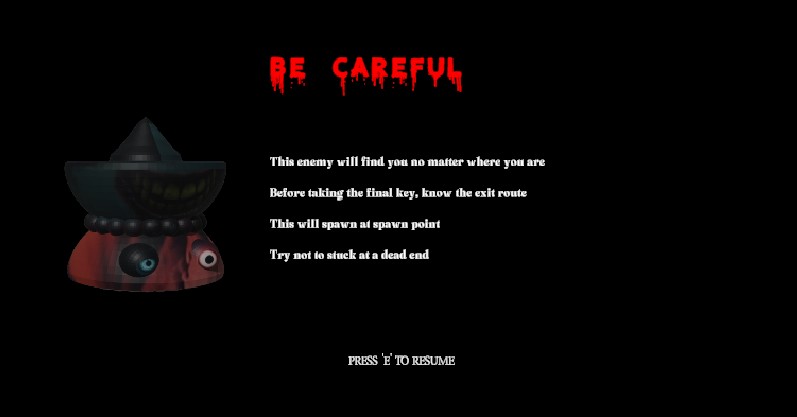 BE CAREFUL
This enemy will find you no matter where you are
Before taking the final key, know the exit route
This will spawn at spawn point
Try not to stuck at a dead end
PRESS 'E' TO RESUME